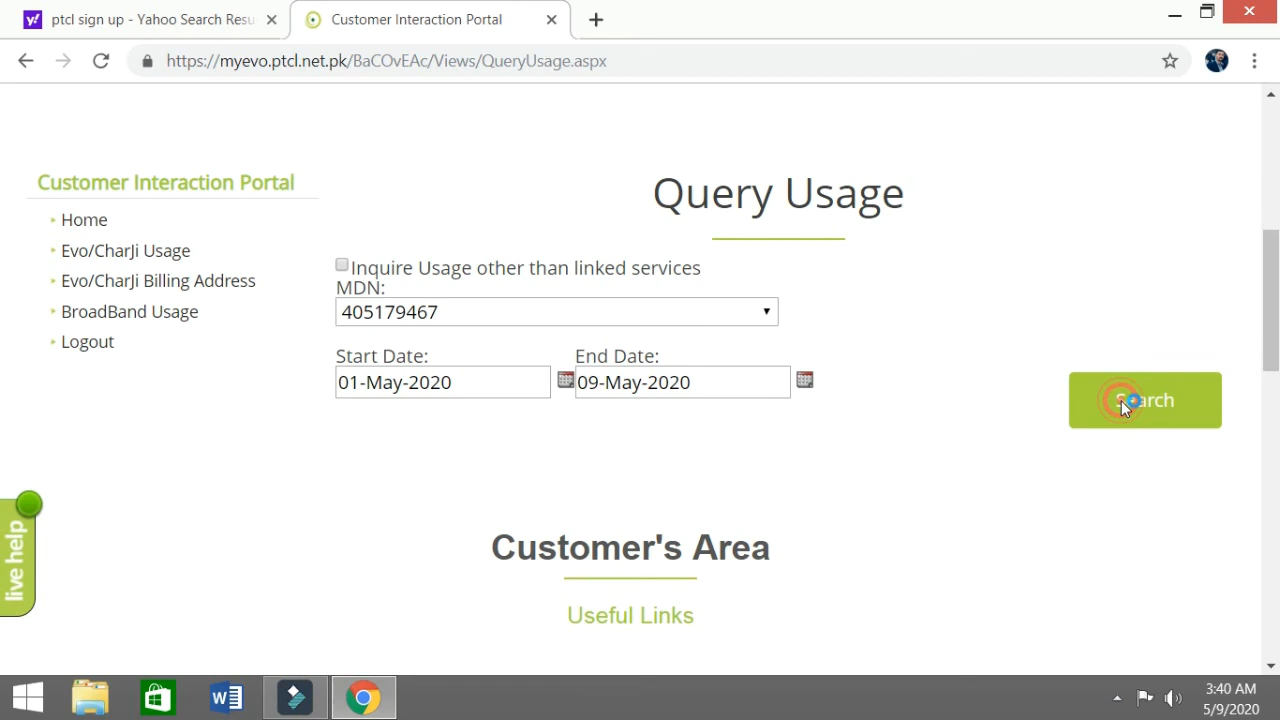 ptcl sign up - Yahoo Search Resu
Customer Interaction Portal
https://myevo.ptcl.net.pk/BaCOvEAc/Views/QueryUsage.aspx
Customer Interaction Portal
Home
Evo/CharJi Usage
Evo/CharJi Billing Address
BroadBand Usage
Logout
Query Usage
Inquire Usage other than linked services
MDN:
405179467
Start Date:
End Date:
01-May-2020
09-May-2020
Search
live help
Customer's Area
Useful Links
3:40 AM
5/9/2020